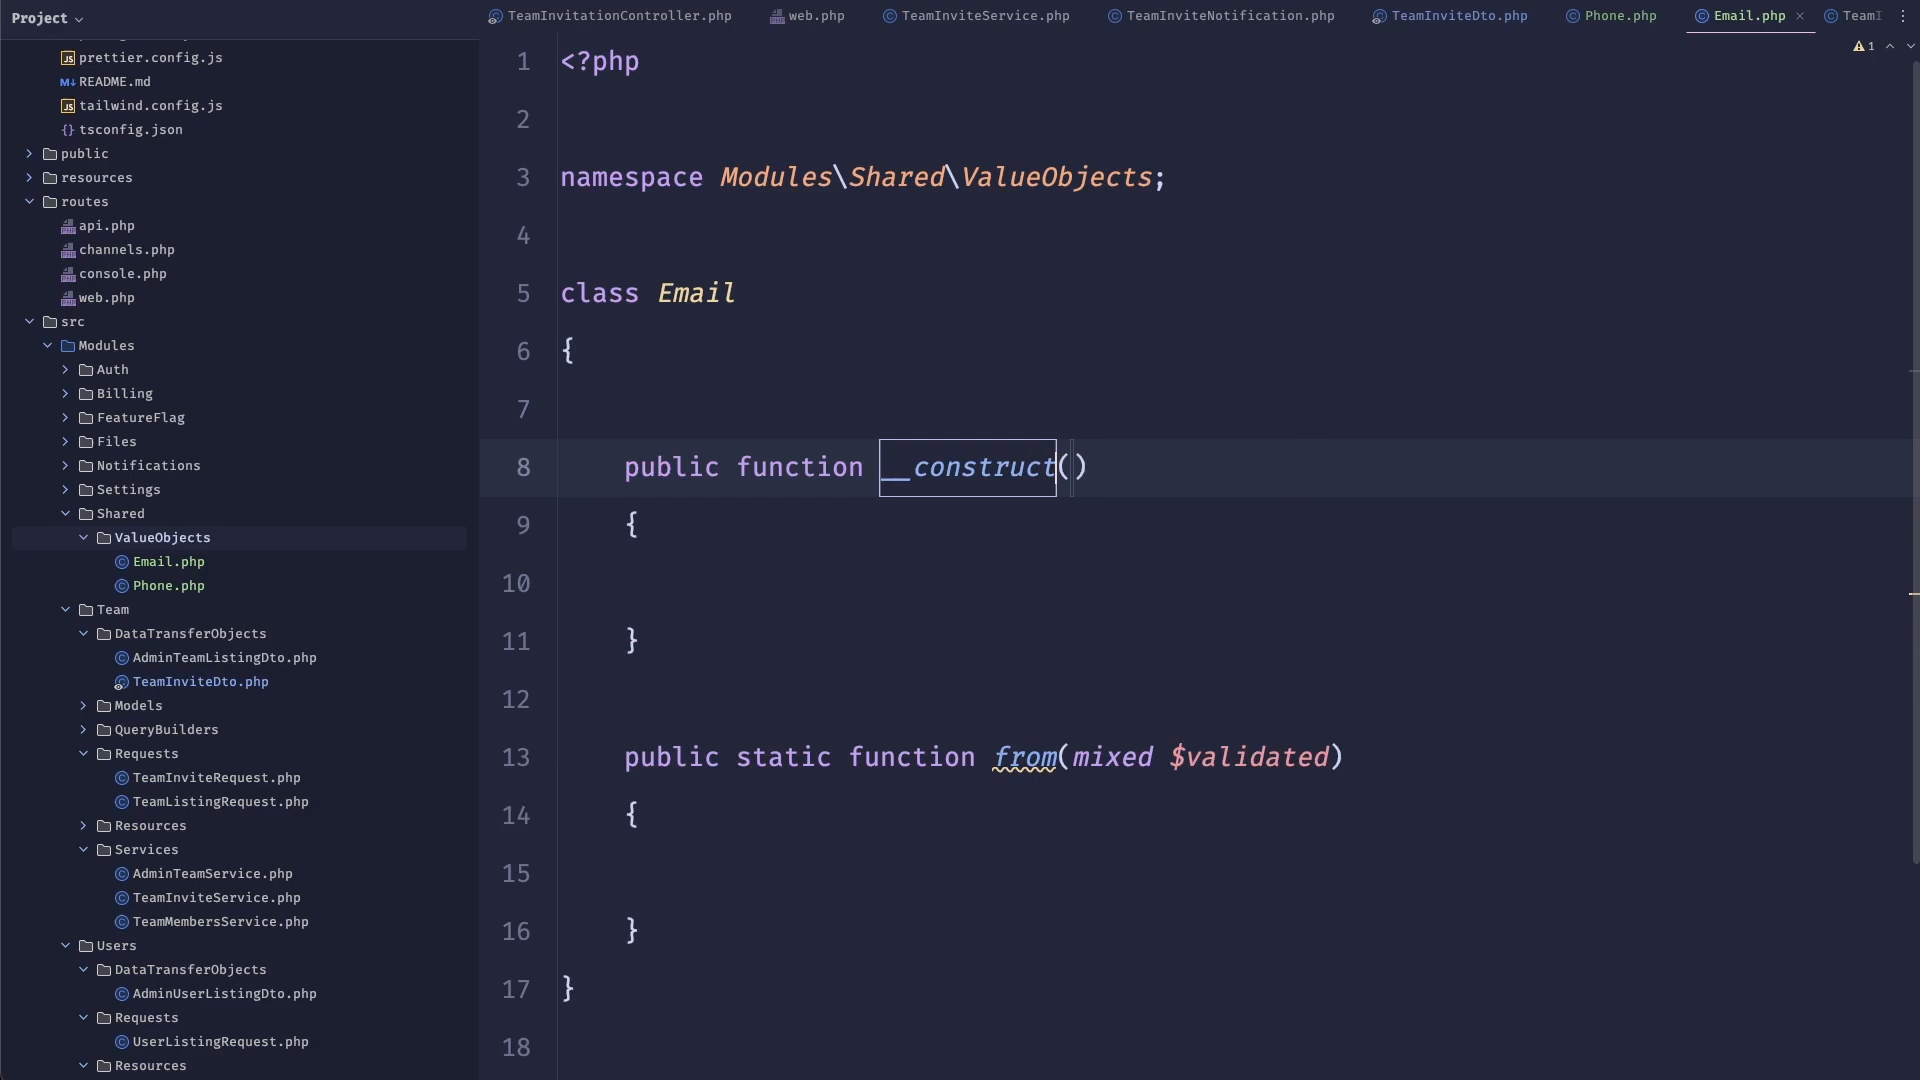 Project
TeamInvitationController.php
web.php
TeamInviteService.php
TeamInviteNotification.php
TeamInviteDto.php
Phone.php
Email.php
TeamI
1
prettier.config.js
README.md
tailwind.config.js
tsconfig.json
public
resources
routes
api.php
channels.php
console.php
web.php
src
Modules
Auth
Billing
FeatureFlag
Files
Notifications
Settings
Shared
ValueObjects
Email.php
Phone.php
Team
DataTransferObjects
AdminTeamListingDto.php
TeamInviteDto.php
Models
QueryBuilders
Requests
TeamInviteRequest.php
TeamListingRequest.php
Resources
Services
AdminTeamService.php
TeamInviteService.php
TeamMembersService.php
Users
DataTransferObjects
AdminUserListingDto.php
Requests
UserListingRequest.php
Resources
1 <?php
2
3 namespace Modules\Shared\ValueObjects;
4
5 class Email
6 {
7
8 public function __construct()
9 {
10
11 }
12
13 public static function from(mixed $validated)
14 {
15
16 }
17 }
18